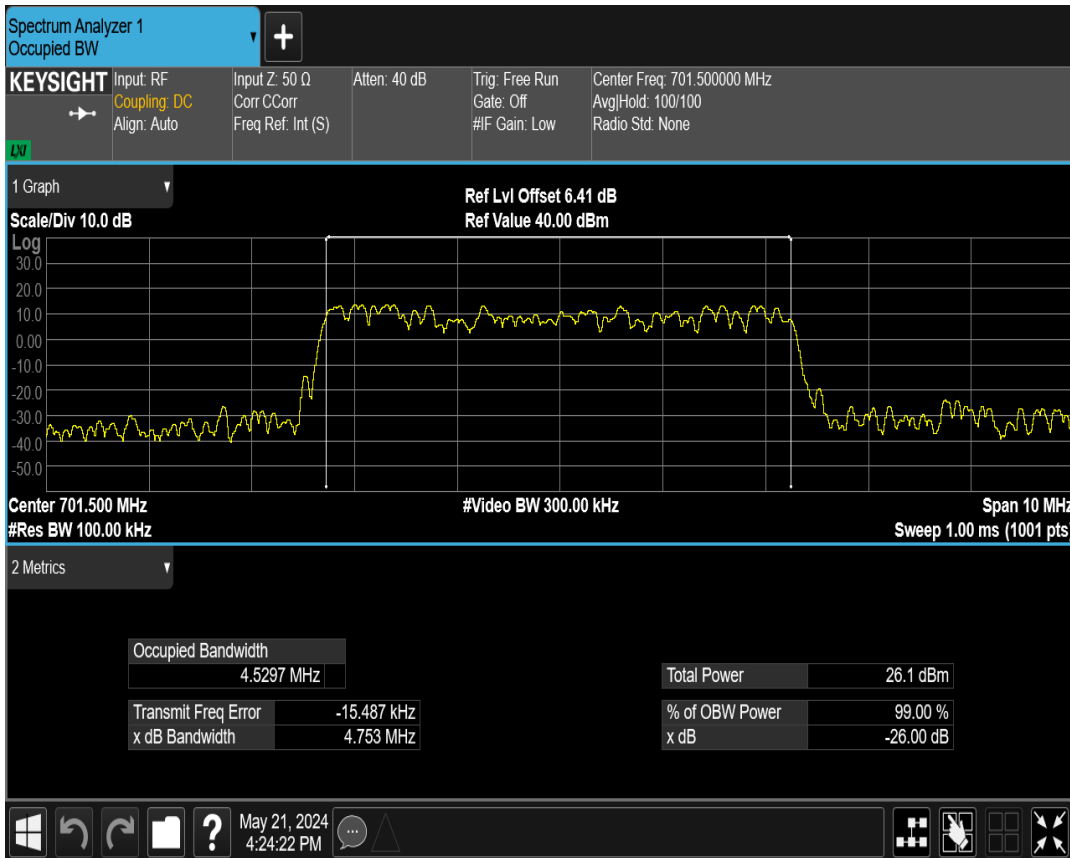 Spectrum Analyzer 1
Occupied BW
+
KEYSIGHT
LXI
Input: RF
Coupling: DC
Align: Auto
Input Z: 50 Ω
Corr CCorr
Freq Ref: Int (S)
Atten: 40 dB
Trig: Free Run
Gate: Off
#IF Gain: Low
Center Freq: 701.500000 MHz
Avg|Hold: 100/100
Radio Std: None
1 Graph
Scale/Div 10.0 dB
Ref Lvl Offset 6.41 dB
Ref Value 40.00 dBm
Log
30.0
20.0
10.0
0.00
-10.0
-20.0
-30.0
-40.0
-50.0
Center 701.500 MHz
#Video BW 300.00 kHz
Span 10 MHz
#Res BW 100.00 kHz
Sweep 1.00 ms (1001 pts)
2 Metrics
Occupied Bandwidth
4.5297 MHz
Total Power 26.1 dBm
Transmit Freq Error -15.487 kHz
% of OBW Power 99.00 %
x dB Bandwidth 4.753 MHz
x dB -26.00 dB
?
May 21, 2024
4:24:22 PM